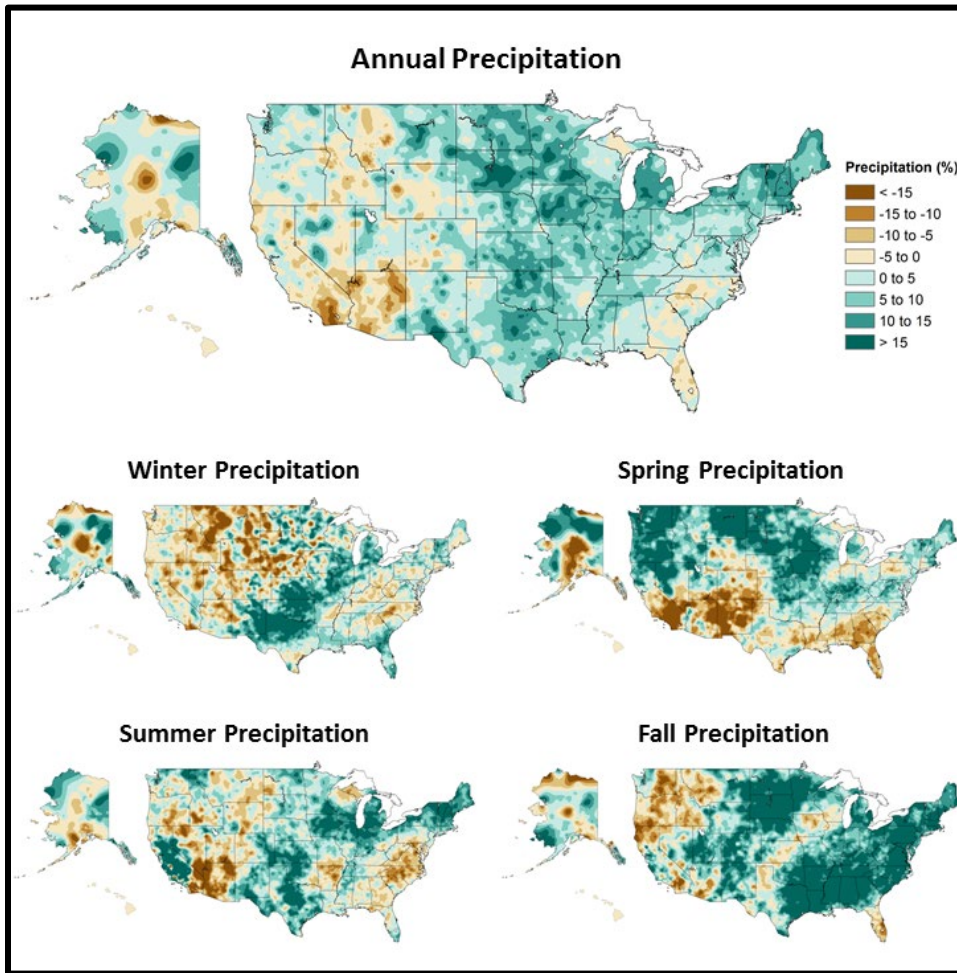 Annual Precipitation
Precipitation (%)
< -15
-15 to -10
-10 to -5
-5 to 0
0 to 5
5 to 10
10 to 15
> 15
Winter Precipitation
Spring Precipitation
Summer Precipitation
Fall Precipitation